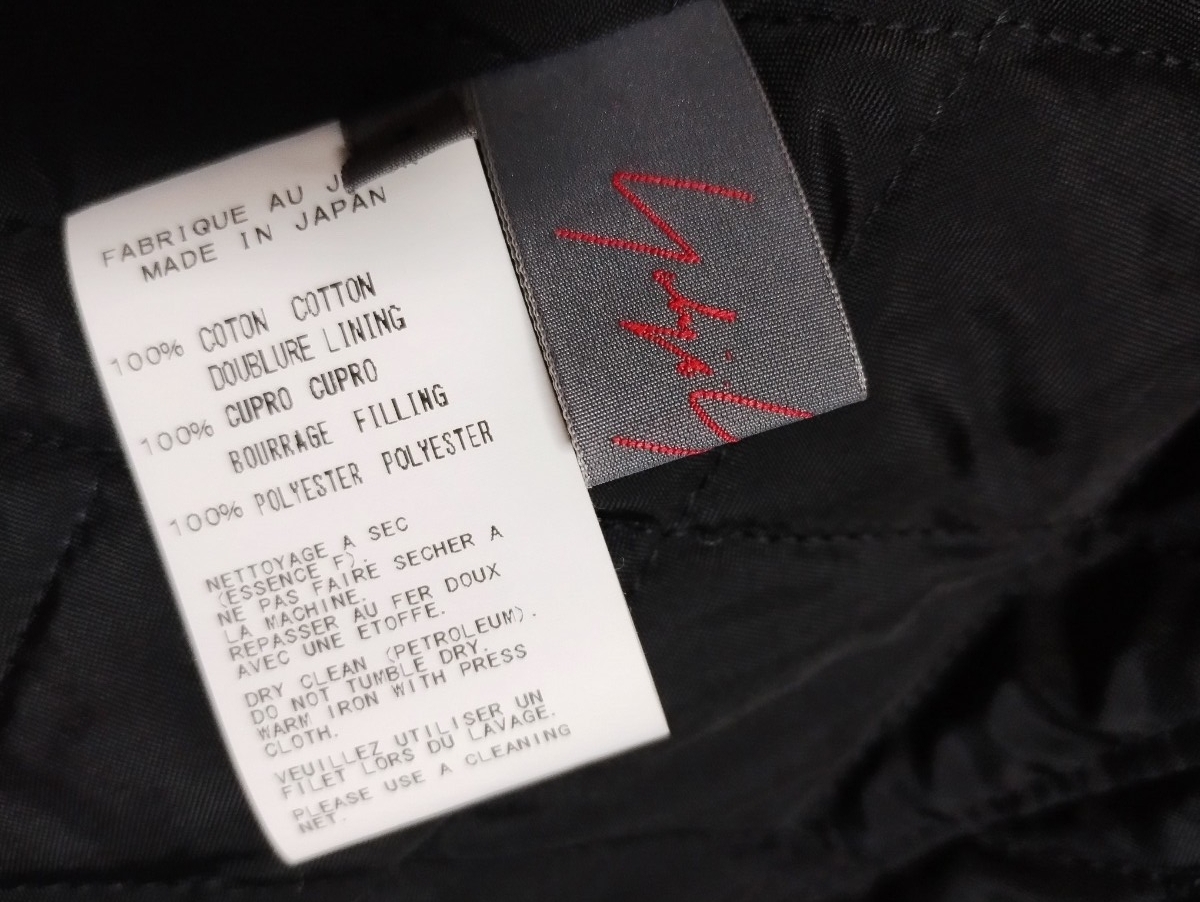 FABRIQUE AU
MADE IN JAPAN
100% COTON COTTON
DOUBLURE LINING
100% CUPRO CUPRO
BOURRAGE FILLING
100% POLYESTER POLYESTER
NETTOYAGE A SEC
(ESSENCE F).
NE PAS FAIRE SECHER A
LA MACHINE.
REPASSER AU FER DOUX
AVEC UNE ETOFFE.
DRY CLEAN (PETROLEUM).
DO NOT TUMBLE DRY.
WARM IRON WITH PRESS
CLOTH.
VEUILLEZ UTILISER UN
FILET LORS DU LAVAGE.
PLEASE USE A CLEANING
NET.